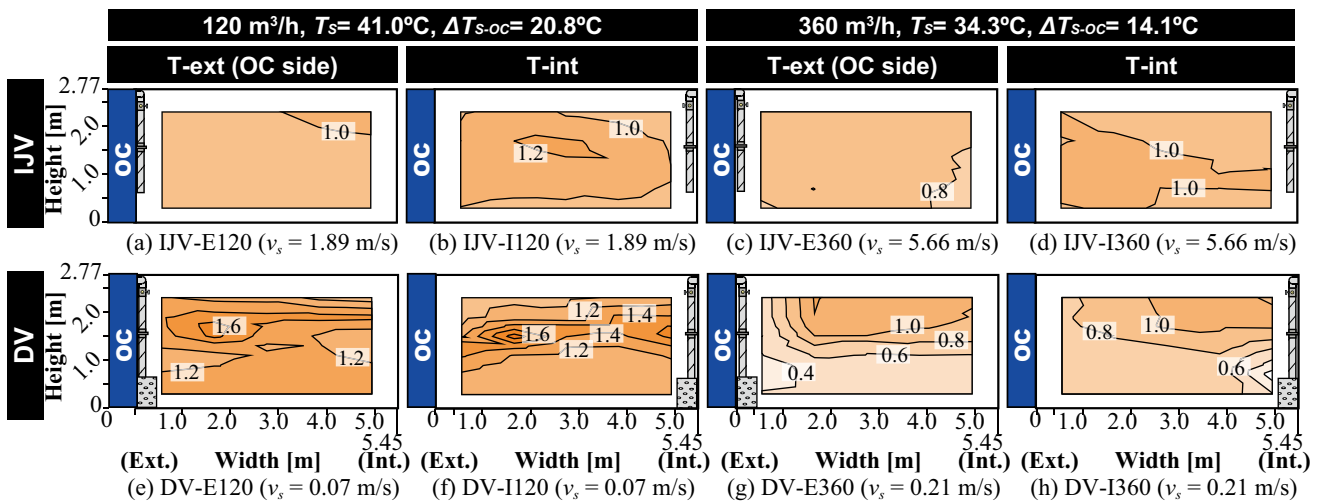 120 m³/h, Ts= 41.0ºC, ΔTs-oc= 20.8ºC
360 m³/h, Ts= 34.3ºC, ΔTs-oc= 14.1ºC
T-ext (OC side)
T-int
T-ext (OC side)
T-int
IJV
Height [m]
2.77
2.0
1.0
0
OC
1.0
OC
1.0
1.2
OC
0.8
OC
1.0
1.0
(a) IJV-E120 (vs = 1.89 m/s)
(b) IJV-I120 (vs = 1.89 m/s)
(c) IJV-E360 (vs = 5.66 m/s)
(d) IJV-I360 (vs = 5.66 m/s)
DV
Height [m]
2.77
2.0
1.0
0
OC
1.6
1.2
1.2
OC
1.2
1.4
1.6
1.4
1.2
OC
1.0
0.8
0.6
0.4
OC
1.0
0.8
0.6
0 1.0 2.0 3.0 4.0 5.0
5.45
0 1.0 2.0 3.0 4.0 5.0
5.45
0 1.0 2.0 3.0 4.0 5.0
5.45
0 1.0 2.0 3.0 4.0 5.0
5.45
(Ext.) Width [m] (Int.)
(Ext.) Width [m] (Int.)
(Ext.) Width [m] (Int.)
(Ext.) Width [m] (Int.)
(e) DV-E120 (vs = 0.07 m/s)
(f) DV-I120 (vs = 0.07 m/s)
(g) DV-E360 (vs = 0.21 m/s)
(h) DV-I360 (vs = 0.21 m/s)